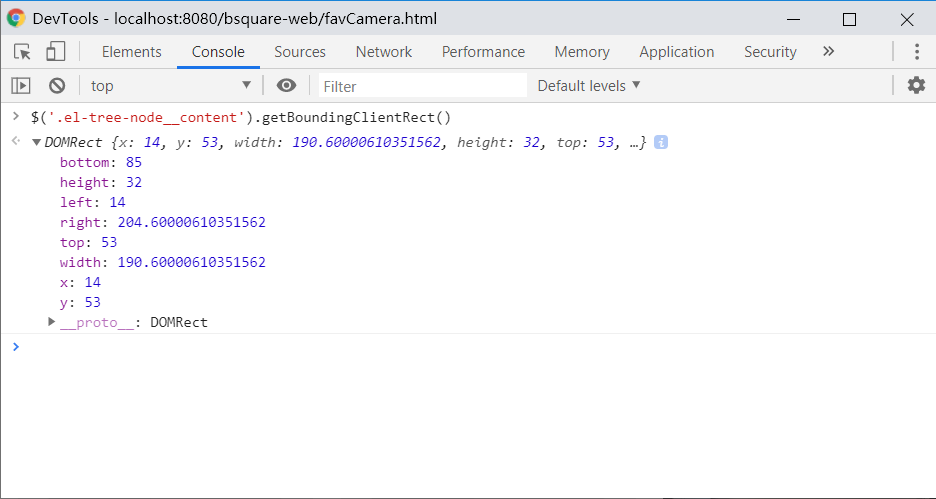 DevTools - localhost:8080/bsquare-web/favCamera.html
Elements Console Sources Network Performance Memory Application Security »
top Filter Default levels
$('.el-tree-node__content').getBoundingClientRect()
DOMRect {x: 14, y: 53, width: 190.60000610351562, height: 32, top: 53, …} i
bottom: 85
height: 32
left: 14
right: 204.60000610351562
top: 53
width: 190.60000610351562
x: 14
y: 53
__proto__: DOMRect